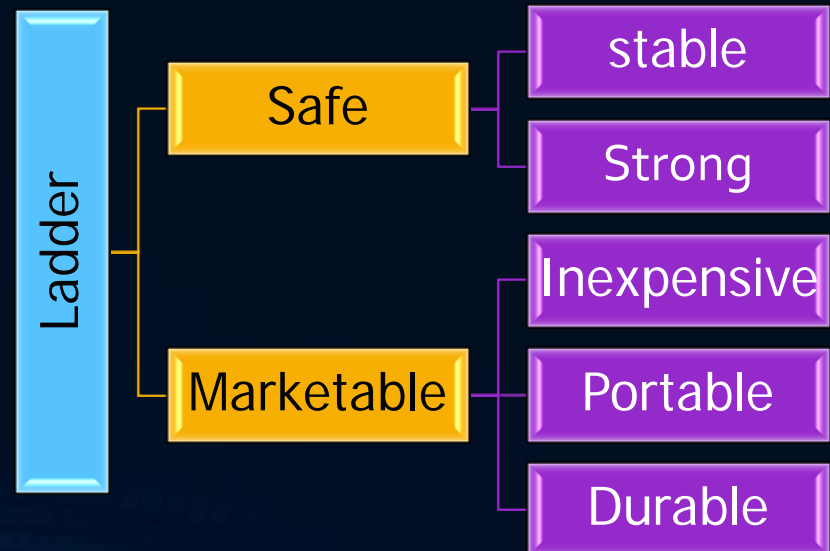 Ladder
Safe
stable
Strong
Marketable
Inexpensive
Portable
Durable